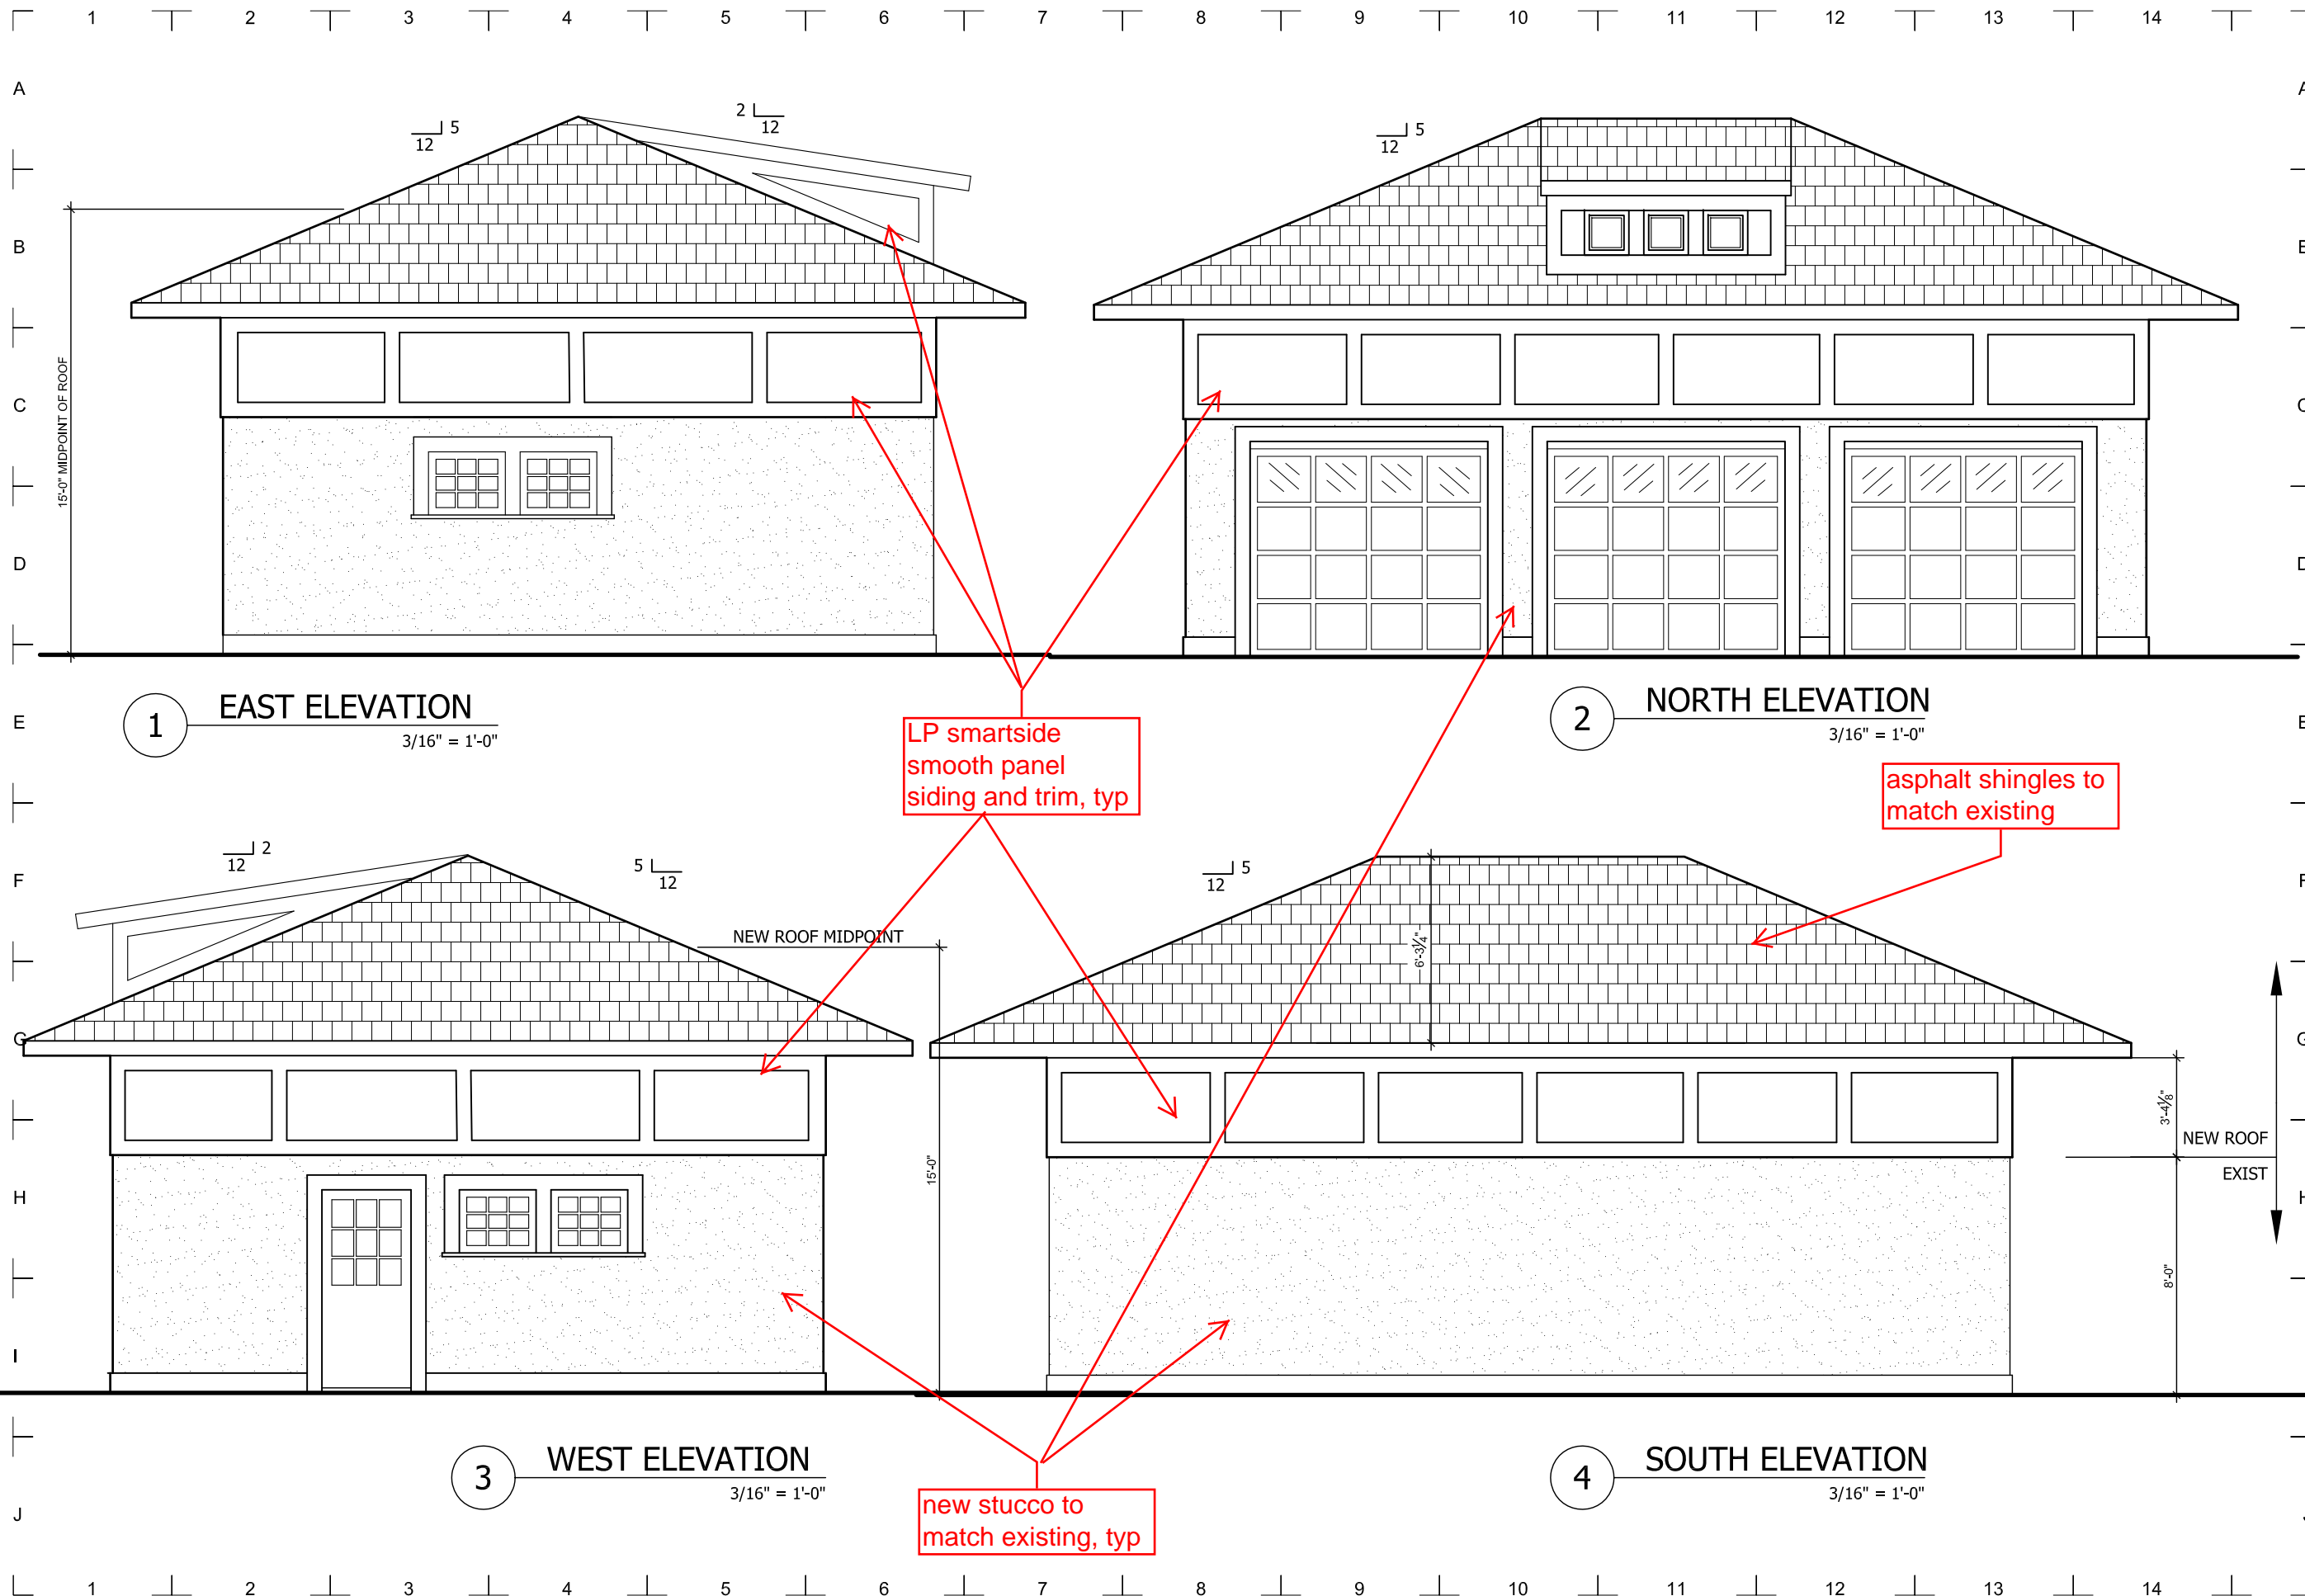 1 2 3 4 5 6 7 8 9 10 11 12 13 14
A A
B B
C C
D D
E E
F F
G G
H H
I
J
5
12
2
12
15'-0" MIDPOINT OF ROOF
5
12
1
EAST ELEVATION
3/16" = 1'-0"
2
NORTH ELEVATION
3/16" = 1'-0"
LP smartside
smooth panel
siding and trim, typ
asphalt shingles to
match existing
2
12
5
12
NEW ROOF MIDPOINT
15'-0"
5
12
6'-3¼"
3'-4⅛"
NEW ROOF
EXIST
8'-0"
3
WEST ELEVATION
3/16" = 1'-0"
4
SOUTH ELEVATION
3/16" = 1'-0"
new stucco to
match existing, typ
1 2 3 4 5 6 7 8 9 10 11 12 13 14